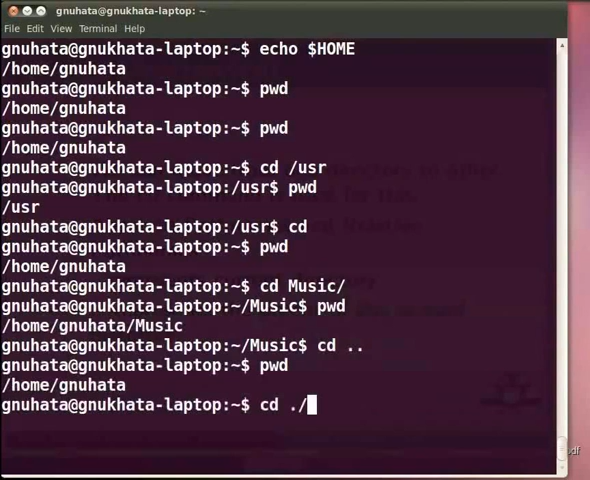 gnuhata@gnukhata-laptop: ~
File Edit View Terminal Help
gnuhata@gnukhata-laptop:~$ echo $HOME
/home/gnuhata
gnuhata@gnukhata-laptop:~$ pwd
/home/gnuhata
gnuhata@gnukhata-laptop:~$ pwd
/home/gnuhata
gnuhata@gnukhata-laptop:~$ cd /usr
gnuhata@gnukhata-laptop:/usr$ pwd
/usr
gnuhata@gnukhata-laptop:/usr$ cd
gnuhata@gnukhata-laptop:~$ pwd
/home/gnuhata
gnuhata@gnukhata-laptop:~$ cd Music/
gnuhata@gnukhata-laptop:~/Music$ pwd
/home/gnuhata/Music
gnuhata@gnukhata-laptop:~/Music$ cd ..
gnuhata@gnukhata-laptop:~$ pwd
/home/gnuhata
gnuhata@gnukhata-laptop:~$ cd ./